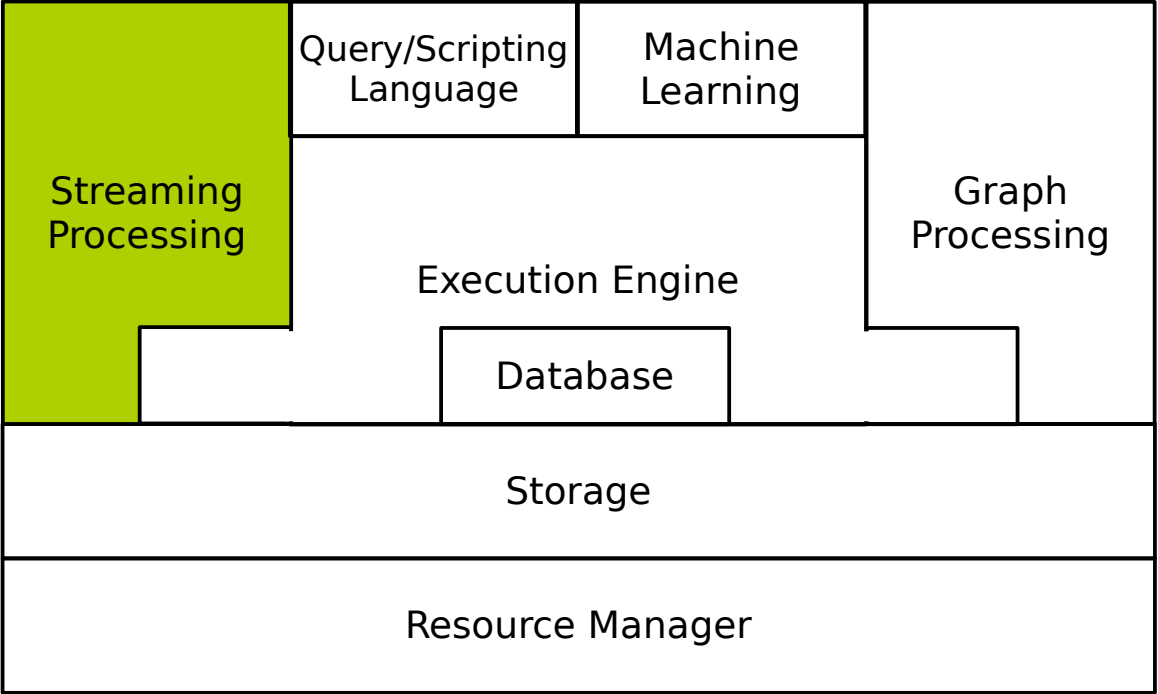 Query/Scripting
Language
Machine
Learning
Streaming
Processing
Graph
Processing
Execution Engine
Database
Storage
Resource Manager